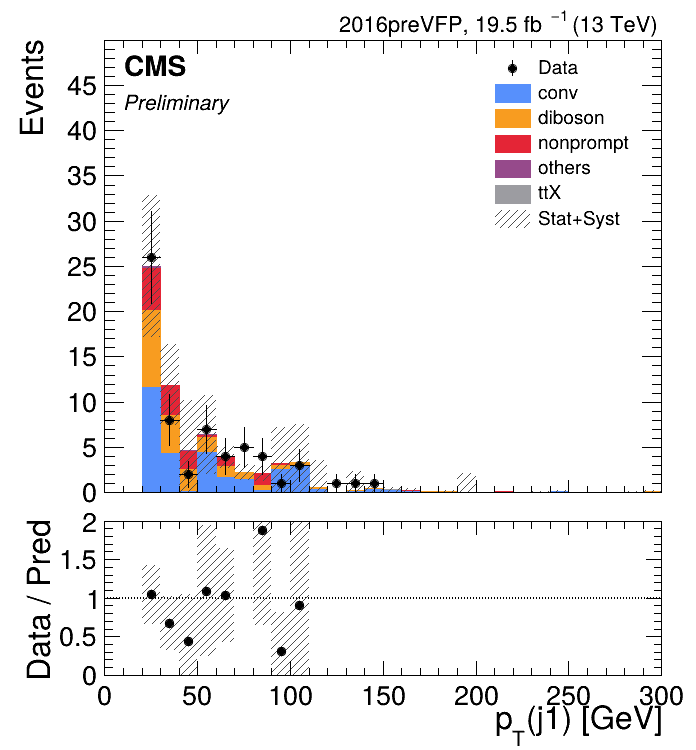 2016preVFP, 19.5 fb⁻¹ (13 TeV)
CMS
Preliminary
Events
45
40
35
30
25
20
15
10
5
0
Data
conv
diboson
nonprompt
others
ttX
Stat+Syst
Data / Pred
2
1.5
1
0.5
0
0 50 100 150 200 250 300
p_T(j1) [GeV]